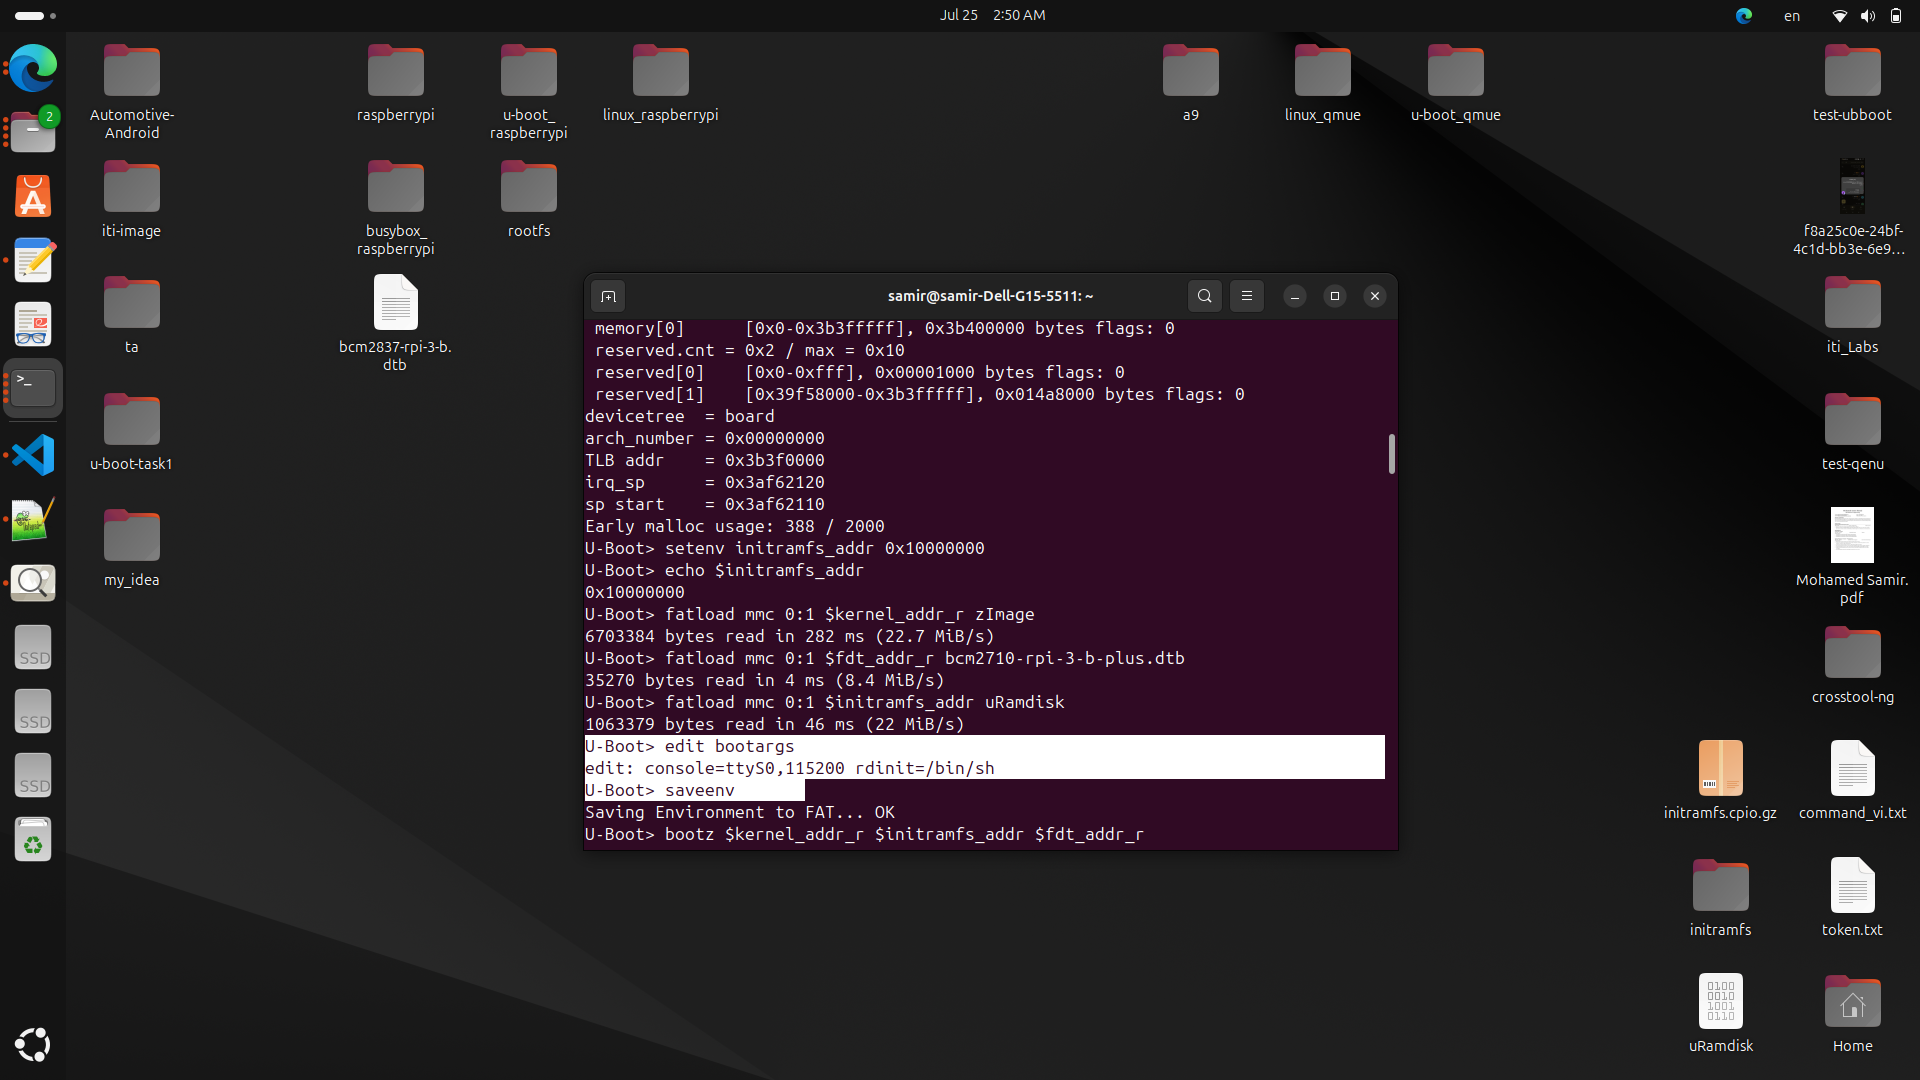 Jul 25 2:50 AM
en
2
Automotive-
Android
raspberrypi
u-boot_
raspberrypi
linux_raspberrypi
a9
linux_qmue
u-boot_qmue
test-ubboot
iti-image
busybox_
raspberrypi
rootfs
f8a25c0e-24bf-
4c1d-bb3e-6e9...
ta
bcm2837-rpi-3-b.
dtb
iti_Labs
u-boot-task1
test-qenu
my_idea
Mohamed Samir.
pdf
crosstool-ng
initramfs.cpio.gz
command_vi.txt
initramfs
token.txt
uRamdisk
Home
SSD
SSD
SSD
samir@samir-Dell-G15-5511: ~
memory[0] [0x0-0x3b3fffff], 0x3b400000 bytes flags: 0
reserved.cnt = 0x2 / max = 0x10
reserved[0] [0x0-0xfff], 0x00001000 bytes flags: 0
reserved[1] [0x39f58000-0x3b3fffff], 0x014a8000 bytes flags: 0
devicetree = board
arch_number = 0x00000000
TLB addr = 0x3b3f0000
irq_sp = 0x3af62120
sp start = 0x3af62110
Early malloc usage: 388 / 2000
U-Boot> setenv initramfs_addr 0x10000000
U-Boot> echo $initramfs_addr
0x10000000
U-Boot> fatload mmc 0:1 $kernel_addr_r zImage
6703384 bytes read in 282 ms (22.7 MiB/s)
U-Boot> fatload mmc 0:1 $fdt_addr_r bcm2710-rpi-3-b-plus.dtb
35270 bytes read in 4 ms (8.4 MiB/s)
U-Boot> fatload mmc 0:1 $initramfs_addr uRamdisk
1063379 bytes read in 46 ms (22 MiB/s)
U-Boot> edit bootargs
edit: console=ttyS0,115200 rdinit=/bin/sh
U-Boot> saveenv
Saving Environment to FAT... OK
U-Boot> bootz $kernel_addr_r $initramfs_addr $fdt_addr_r